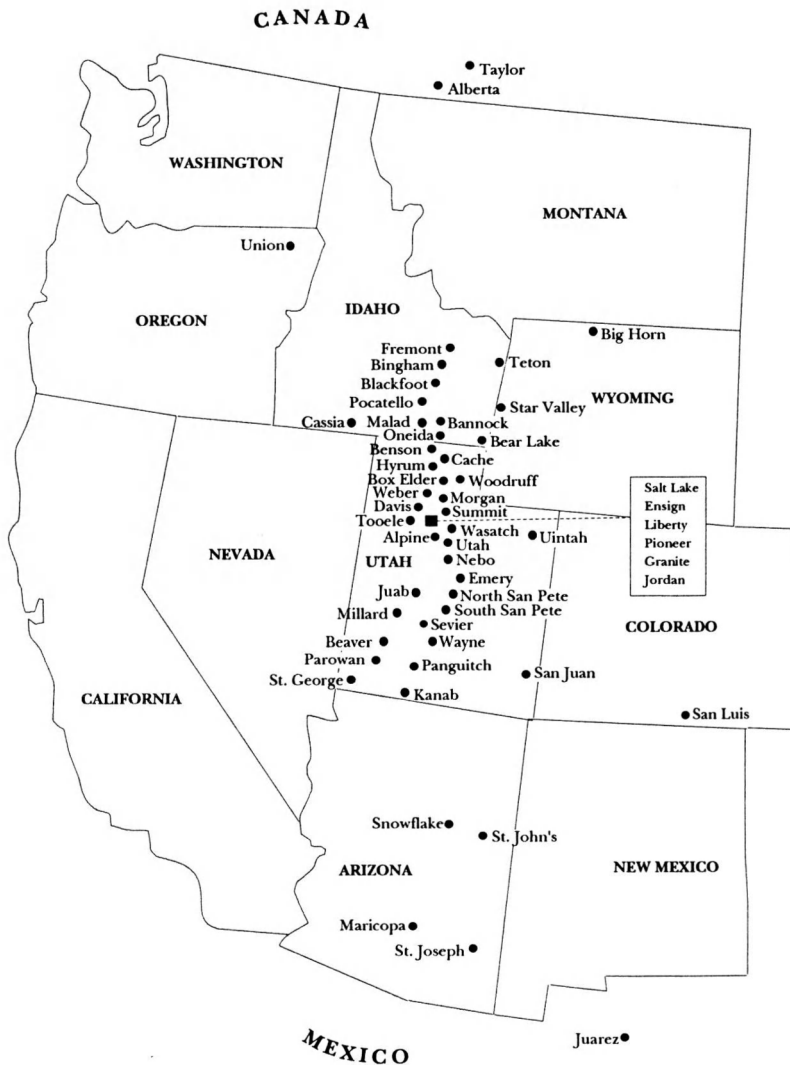 CANADA
Taylor
Alberta
WASHINGTON
MONTANA
Union
OREGON
IDAHO
Big Horn
Fremont
Bingham
Teton
Blackfoot
WYOMING
Pocatello
Star Valley
Cassia
Malad
Bannock
Oneida
Bear Lake
Benson
Cache
Hyrum
Box Elder
Woodruff
Weber
Morgan
Davis
Summit
Tooele
Wasatch
Alpine
Utah
Uintah
Salt Lake
Ensign
Liberty
Pioneer
Granite
Jordan
NEVADA
UTAH
Nebo
Emery
Juab
North San Pete
South San Pete
Millard
Sevier
COLORADO
Beaver
Wayne
Parowan
Panguitch
San Juan
St. George
Kanab
CALIFORNIA
San Luis
Snowflake
St. John's
ARIZONA
NEW MEXICO
Maricopa
St. Joseph
MEXICO
Juarez